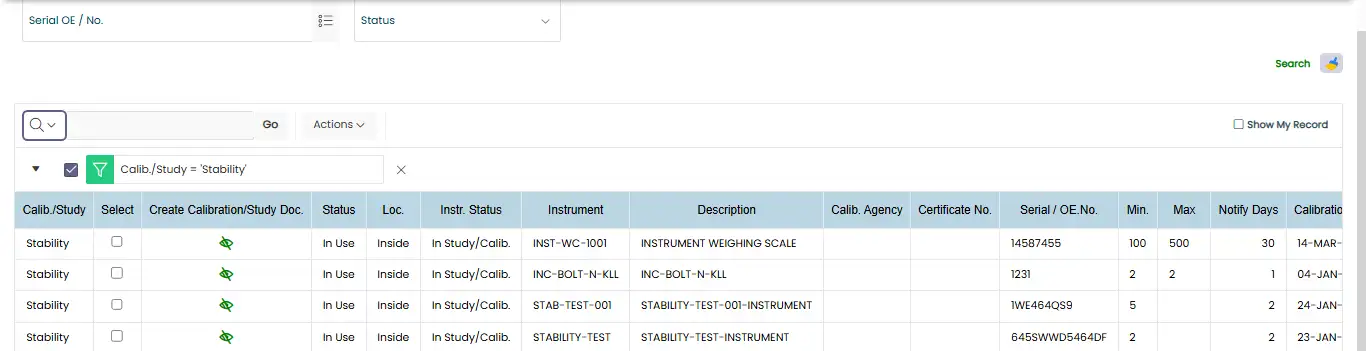 Serial OE / No. Status
Search
Go Actions Show My Record
Calib./Study = 'Stability'
Calib./Study Select Create Calibration/Study Doc. Status Loc. Instr. Status Instrument Description Calib. Agency Certificate No. Serial / OE.No. Min. Max Notify Days Calibratio
Stability In Use Inside In Study/Calib. INST-WC-1001 INSTRUMENT WEIGHING SCALE 14587455 100 500 30 14-MAR-
Stability In Use Inside In Study/Calib. INC-BOLT-N-KLL INC-BOLT-N-KLL 1231 2 2 1 04-JAN-
Stability In Use Inside In Study/Calib. STAB-TEST-001 STABILITY-TEST-001-INSTRUMENT 1WE464QS9 5 2 24-JAN-
Stability In Use Inside In Study/Calib. STABILITY-TEST STABILITY-TEST-INSTRUMENT 645SWWD5464DF 2 2 23-JAN-